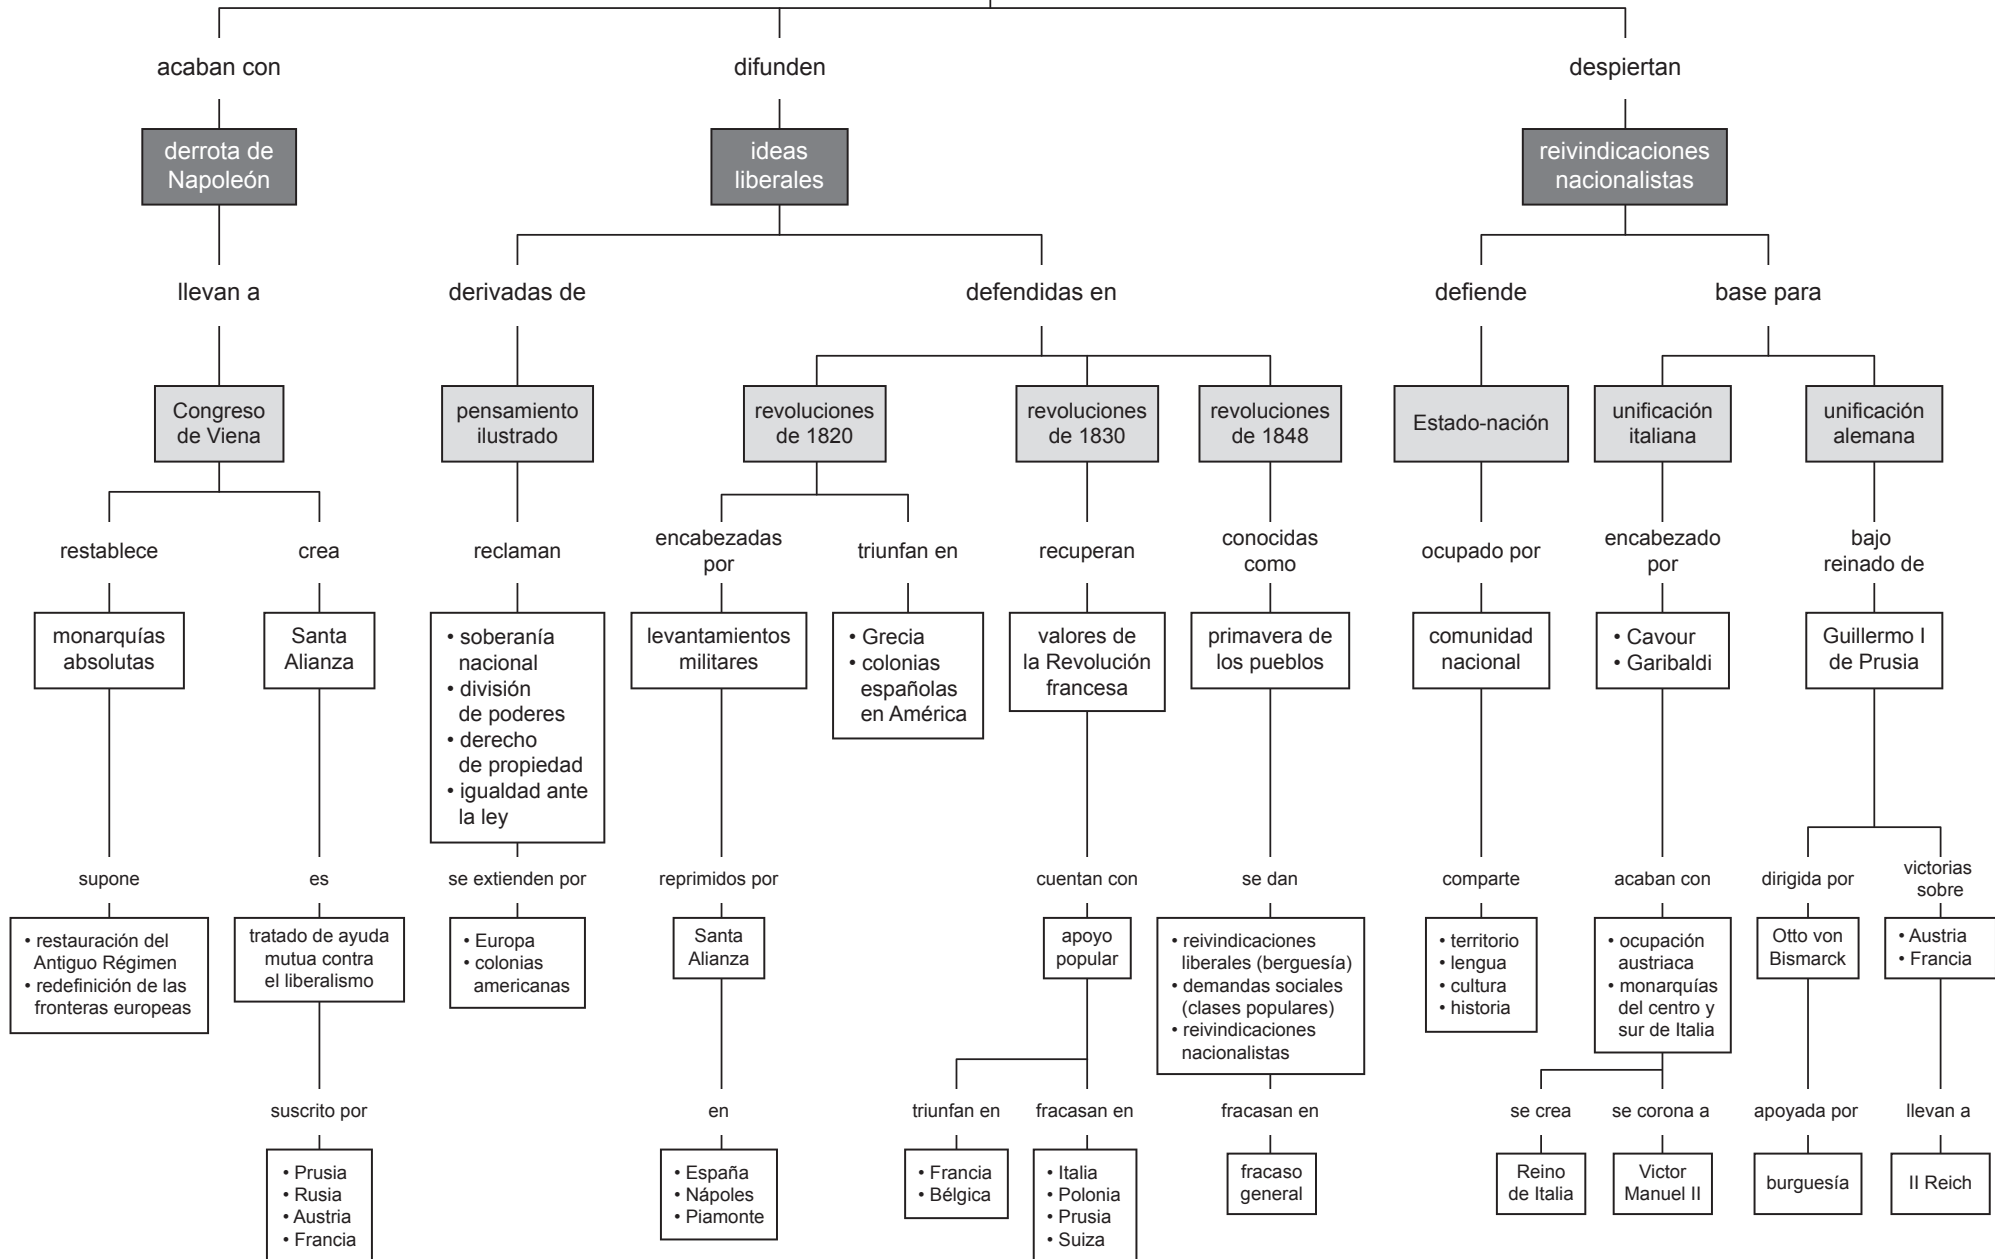 acaban con
difunden
despiertan
derrota de
Napoleón
ideas
liberales
reivindicaciones
nacionalistas
llevan a
derivadas de
defendidas en
defiende
base para
Congreso
de Viena
pensamiento
ilustrado
revoluciones
de 1820
revoluciones
de 1830
revoluciones
de 1848
Estado-nación
unificación
italiana
unificación
alemana
restablece
crea
reclaman
encabezadas
por
triunfan en
recuperan
conocidas
como
ocupado por
encabezado
por
bajo
reinado de
monarquías
absolutas
Santa
Alianza
• soberanía
nacional
• división
de poderes
• derecho
de propiedad
• igualdad ante
la ley
levantamientos
militares
• Grecia
• colonias
españolas
en América
valores de
la Revolución
francesa
primavera de
los pueblos
comunidad
nacional
• Cavour
• Garibaldi
Guillermo I
de Prusia
supone
es
se extienden por
reprimidos por
cuentan con
se dan
comparte
acaban con
dirigida por
victorias
sobre
• restauración del
Antiguo Régimen
• redefinición de las
fronteras europeas
tratado de ayuda
mutua contra
el liberalismo
• Europa
• colonias
americanas
Santa
Alianza
apoyo
popular
• reivindicaciones
liberales (berguesía)
• demandas sociales
(clases populares)
• reivindicaciones
nacionalistas
• territorio
• lengua
• cultura
• historia
• ocupación
austriaca
• monarquías
del centro y
sur de Italia
Otto von
Bismarck
• Austria
• Francia
suscrito por
en
triunfan en
fracasan en
fracasan en
se crea
se corona a
apoyada por
llevan a
• Prusia
• Rusia
• Austria
• Francia
• España
• Nápoles
• Piamonte
• Francia
• Bélgica
• Italia
• Polonia
• Prusia
• Suiza
fracaso
general
Reino
de Italia
Victor
Manuel II
burguesía
II Reich